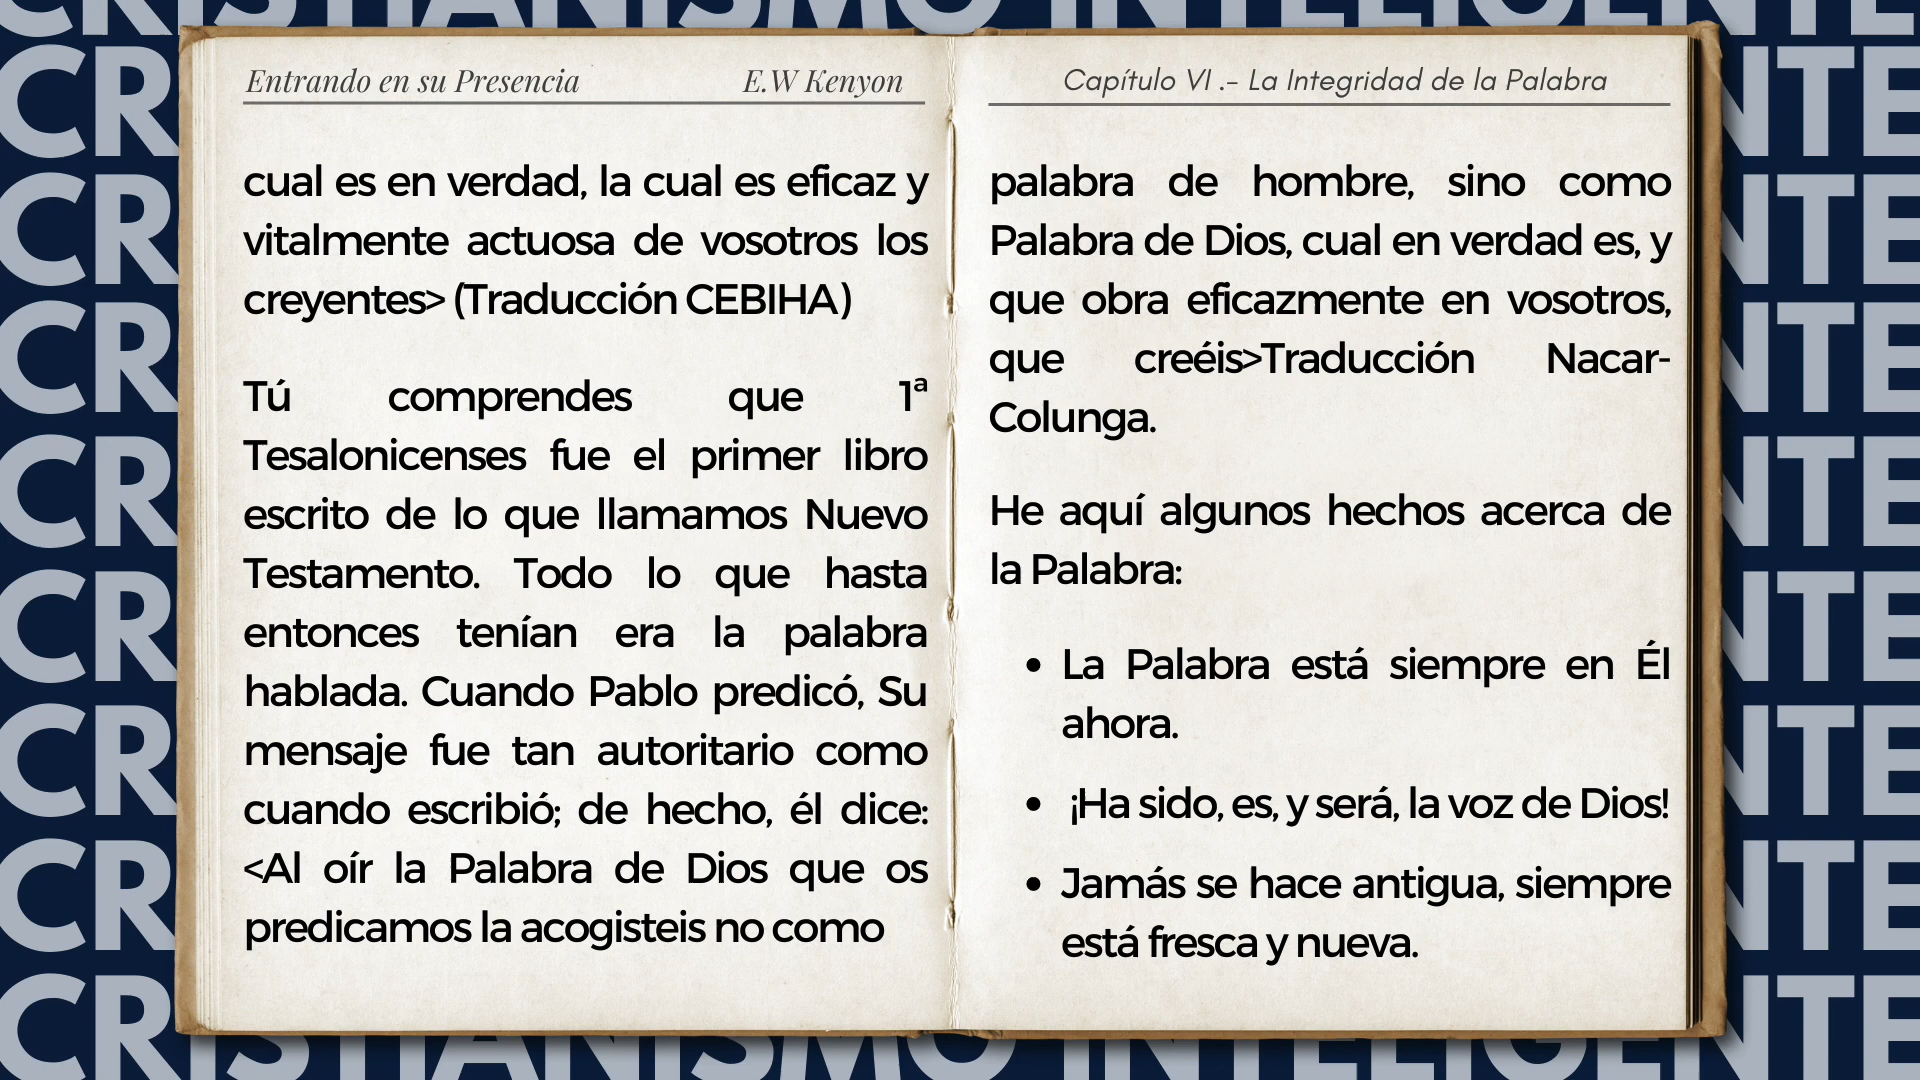 CRISTIANISMO INTELIGENTE
Entrando en su Presencia E.W Kenyon
cual es en verdad, la cual es eficaz y
vitalmente actuosa de vosotros los
creyentes> (Traducción CEBIHA)
Tú comprendes que 1ª
Tesalonicenses fue el primer libro
escrito de lo que llamamos Nuevo
Testamento. Todo lo que hasta
entonces tenían era la palabra
hablada. Cuando Pablo predicó, Su
mensaje fue tan autoritario como
cuando escribió; de hecho, él dice:
<Al oír la Palabra de Dios que os
predicamos la acogisteis no como
Capítulo VI .- La Integridad de la Palabra
palabra de hombre, sino como
Palabra de Dios, cual en verdad es, y
que obra eficazmente en vosotros,
que creéis>Traducción Nacar-
Colunga.
He aquí algunos hechos acerca de
la Palabra:
• La Palabra está siempre en Él
ahora.
• ¡Ha sido, es, y será, la voz de Dios!
• Jamás se hace antigua, siempre
está fresca y nueva.
CRISTIANISMO INTELIGENTE